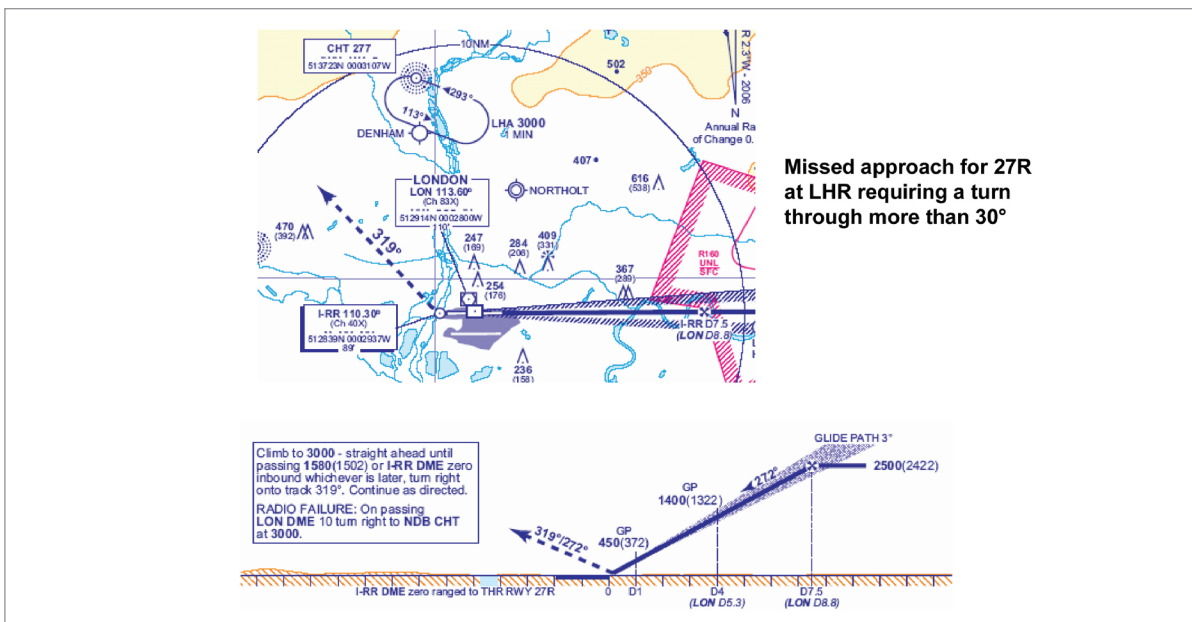 CHT 277
513723N 0003107W
10NM
502
350
R 2.3°W - 2006
N
Annual Ra
of Change 0.
293°
113°
LHA 3000
1 MIN
DENHAM
407
LONDON
LON 113.60º
(Ch 83X)
512914N 0002800W
110'
NORTHOLT
616
(538)
Missed approach for 27R
at LHR requiring a turn
through more than 30°
470
(392)
319°
247
(169)
284
(206)
409
(331)
R160
UNL
SFC
254
(176)
367
(289)
I-RR 110.30º
(Ch 40X)
512839N 0002937W
89'
I-RR D7.5
(LON D8.8
236
(158)
Climb to 3000 - straight ahead until
passing 1580(1502) or I-RR DME zero
inbound whichever is later, turn right
onto track 319°. Continue as directed.
RADIO FAILURE: On passing
LON DME 10 turn right to NDB CHT
at 3000.
GLIDE PATH 3°
272°
2500(2422)
GP
1400(1322)
GP
450(372)
319°/272°
I-RR DME zero ranged to THR RWY 27R
0
D1
D4
(LON D5.3)
D7.5
(LON D8.8)